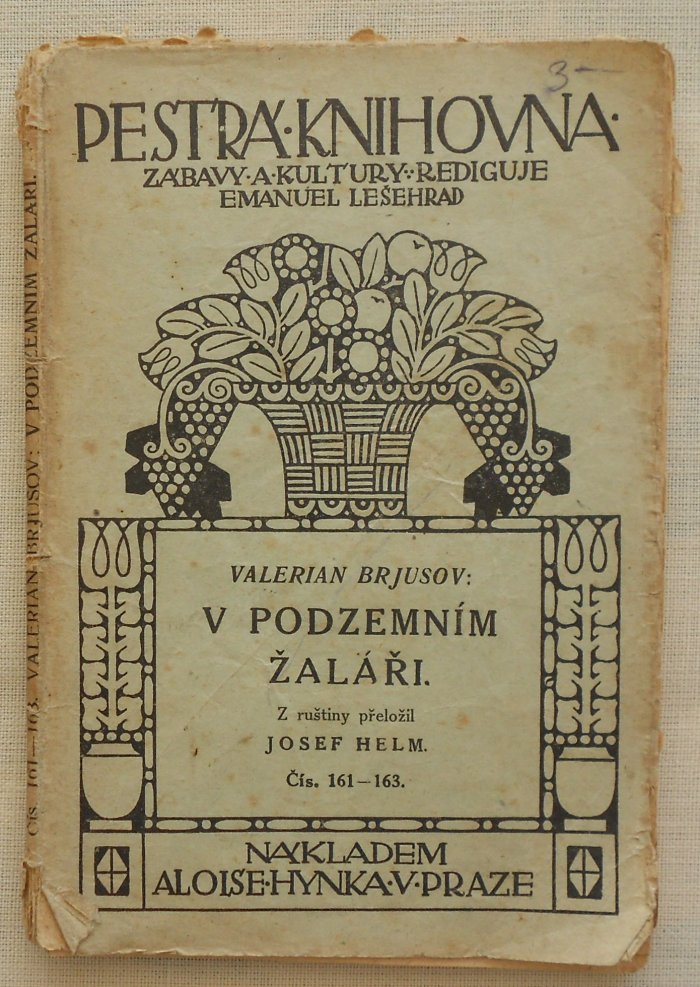 3—
PESTRÁ·KNIHOVNA·
ZÁBAVY·A·KULTURY∵REDIGUJE
EMANUEL LEŠEHRAD
VALERIAN BRJUSOV:
V PODZEMNÍM
ŽALÁŘI.
Z ruštiny přeložil
JOSEF HELM.
Čís. 161—163.
NÁKLADEM
ALOISE·HYNKA·V·PRAZE
Čís. 161—163. VALERIAN BRJUSOV: V PODZEMNÍM ŽALÁŘI.